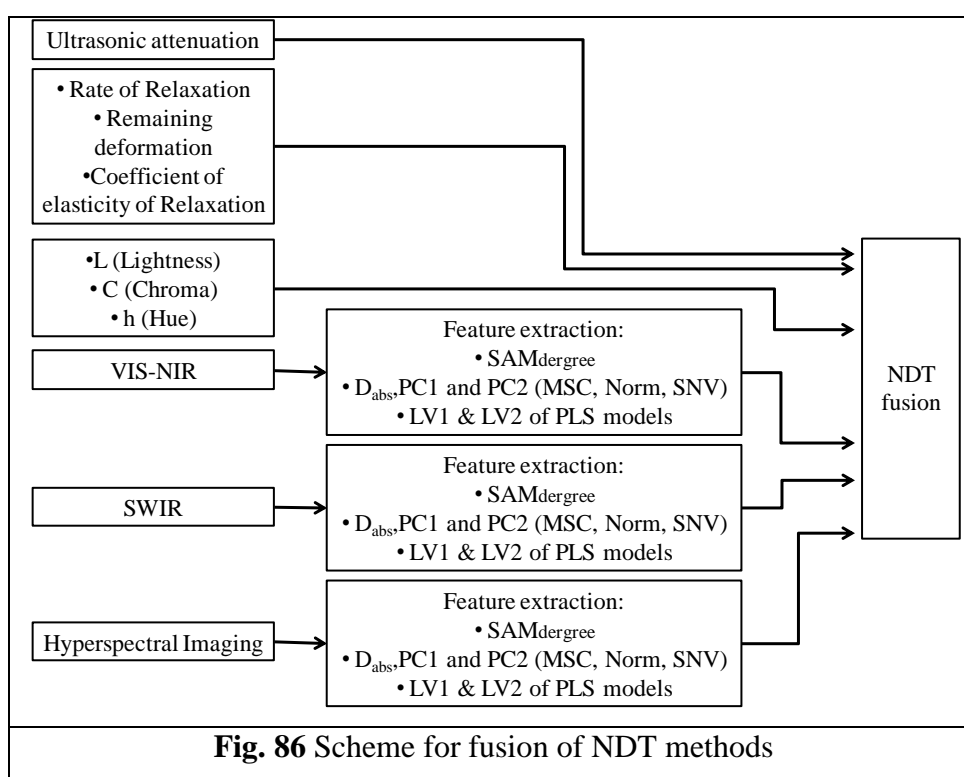 Ultrasonic attenuation
• Rate of Relaxation
• Remaining
deformation
•Coefficient of
elasticity of Relaxation
•L (Lightness)
• C (Chroma)
• h (Hue)
VIS-NIR
Feature extraction:
• SAMdergree
• Dabs,PC1 and PC2 (MSC, Norm, SNV)
• LV1 & LV2 of PLS models
SWIR
Feature extraction:
• SAMdergree
• Dabs,PC1 and PC2 (MSC, Norm, SNV)
• LV1 & LV2 of PLS models
Hyperspectral Imaging
Feature extraction:
• SAMdergree
• Dabs,PC1 and PC2 (MSC, Norm, SNV)
• LV1 & LV2 of PLS models
NDT
fusion
Fig. 86 Scheme for fusion of NDT methods